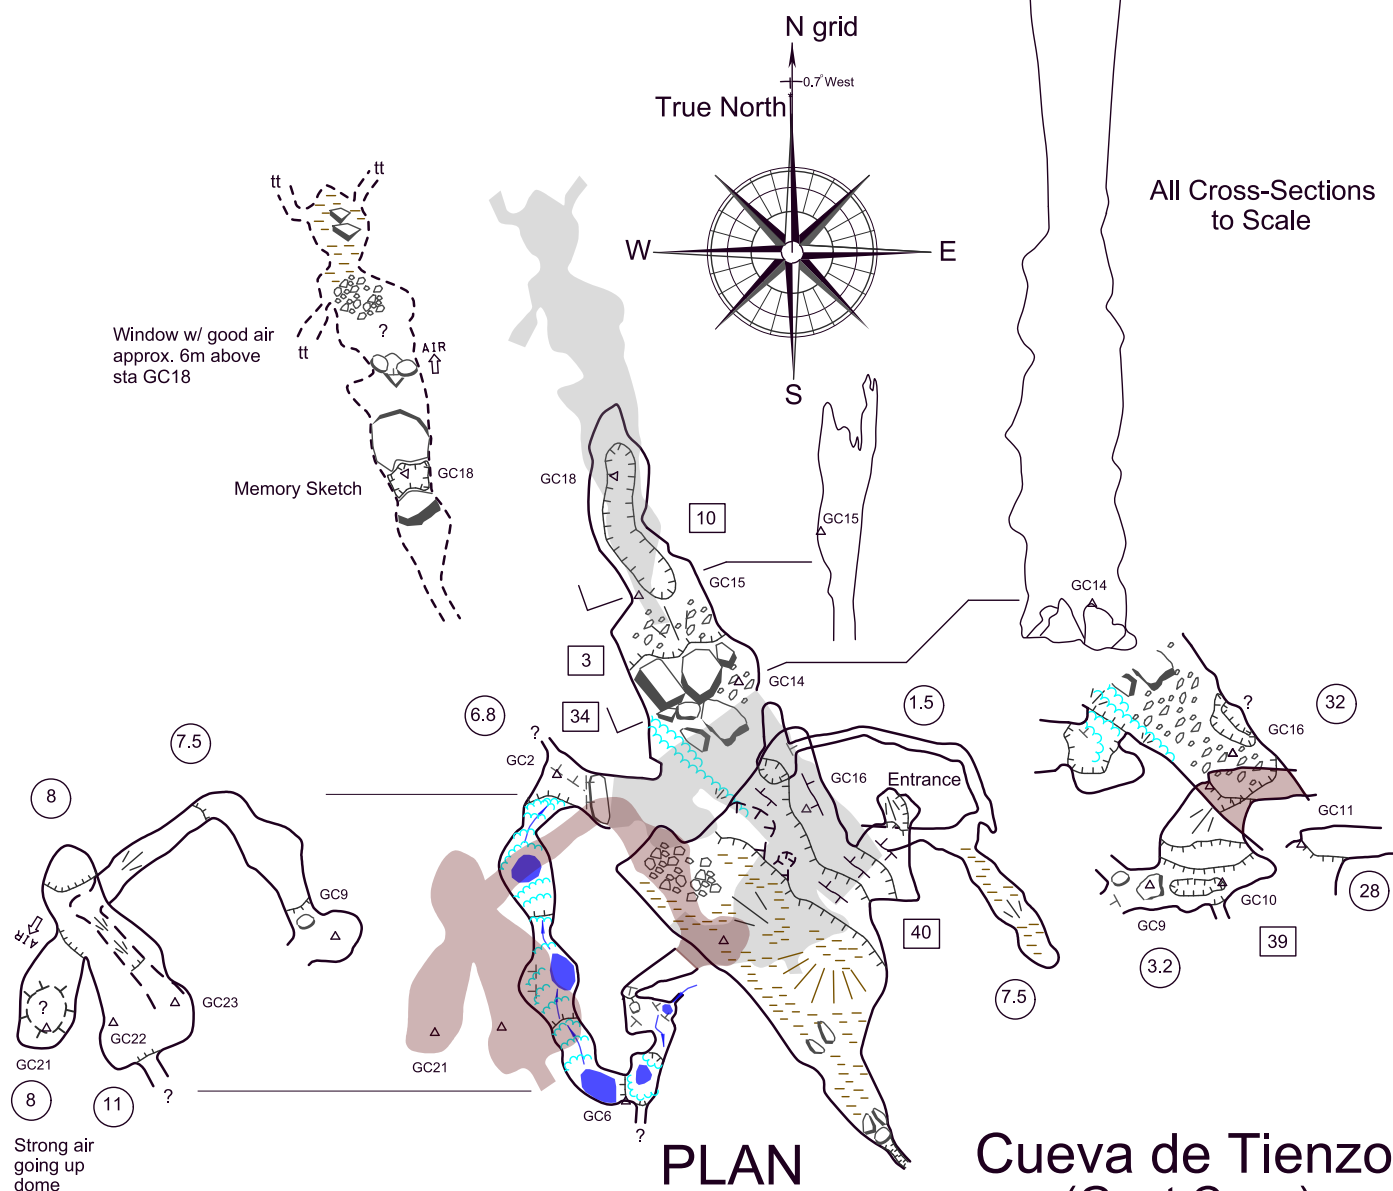 N grid
0.7° West
True North
W
E
S
All Cross-Sections
to Scale
tt
tt
tt
?
AIR
Window w/ good air
approx. 6m above
sta GC18
GC18
Memory Sketch
GC18
10
GC15
GC15
GC14
3
GC14
34
6.8
?
GC2
1.5
GC16
Entrance
?
GC16
32
GC11
28
GC10
GC9
39
3.2
40
7.5
7.5
8
GC9
AIR
?
GC23
GC22
GC21
?
8
11
Strong air
going up
dome
GC21
GC6
?
PLAN
Cueva de Tienzo